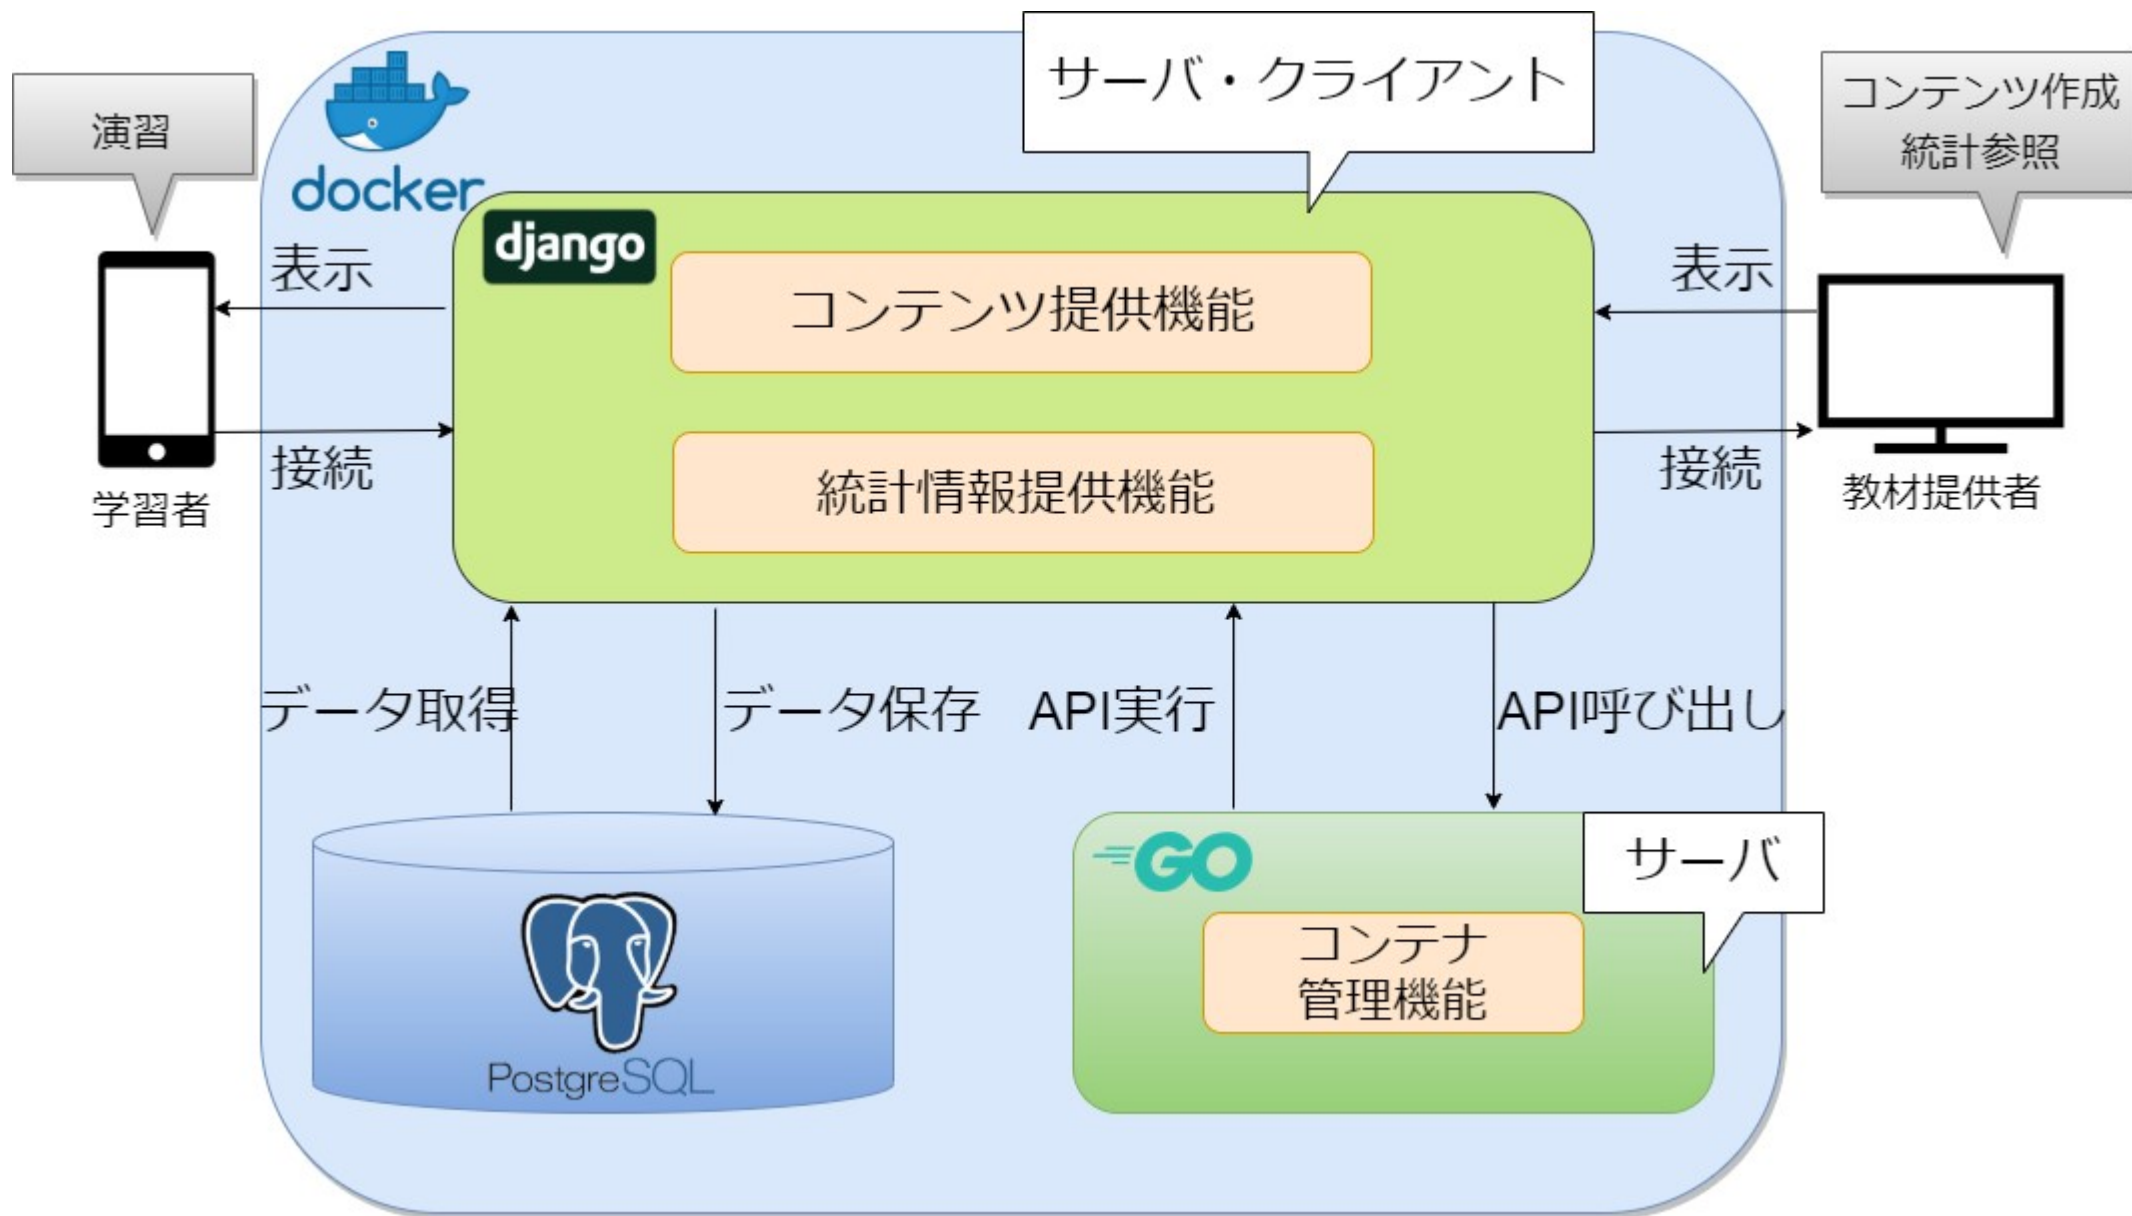 サーバ・クライアント
コンテンツ作成
統計参照
演習
docker
django
表示
コンテンツ提供機能
表示
接続
統計情報提供機能
接続
学習者
教材提供者
データ取得
データ保存
API実行
API呼び出し
GO
サーバ
コンテナ
管理機能
PostgreSQL